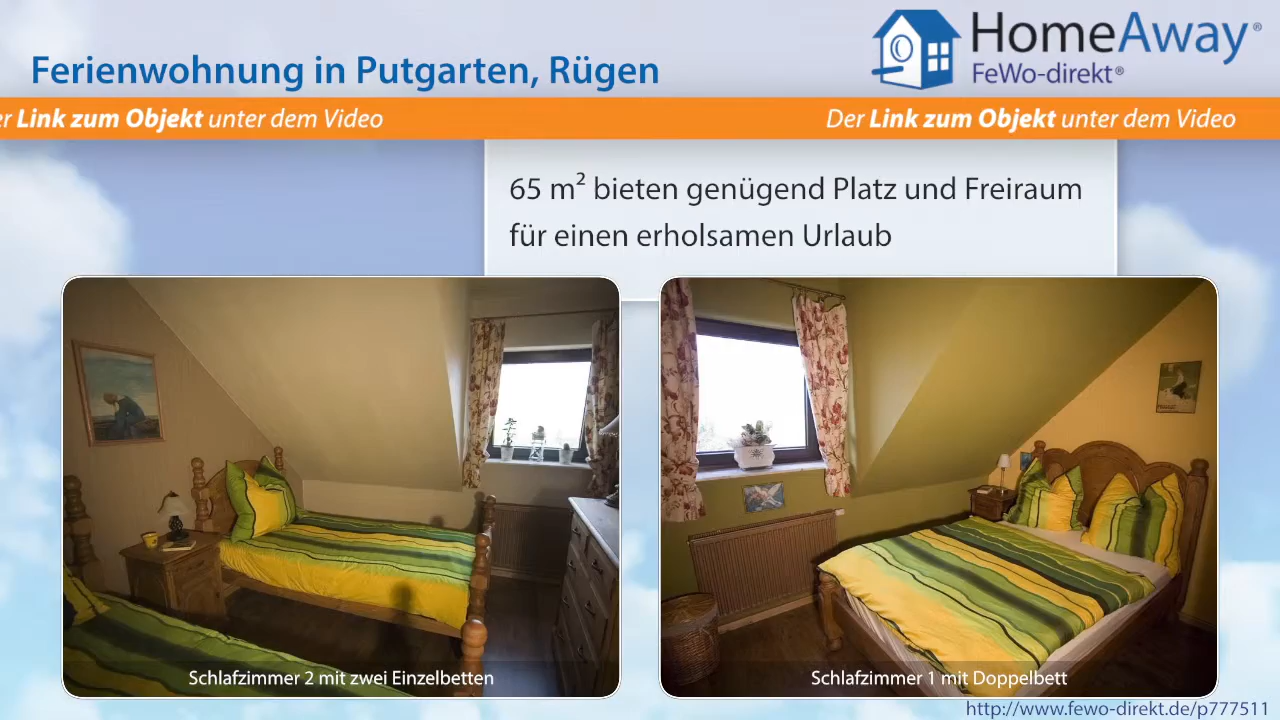 HomeAway®
FeWo-direkt®
Ferienwohnung in Putgarten, Rügen
er Link zum Objekt unter dem Video
Der Link zum Objekt unter dem Video
65 m² bieten genügend Platz und Freiraum
für einen erholsamen Urlaub
Schlafzimmer 2 mit zwei Einzelbetten
Schlafzimmer 1 mit Doppelbett
http://www.fewo-direkt.de/p777511